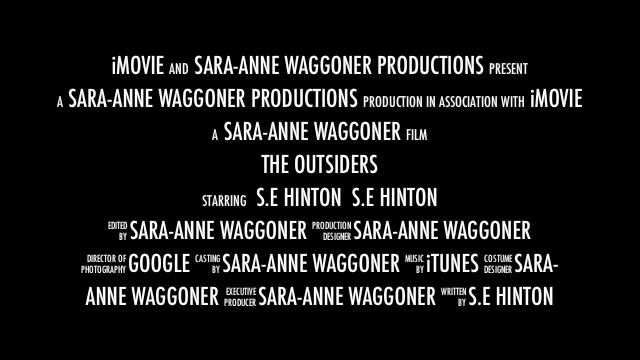 iMOVIE AND SARA-ANNE WAGGONER PRODUCTIONS PRESENT
A SARA-ANNE WAGGONER PRODUCTIONS PRODUCTION IN ASSOCIATION WITH iMOVIE
A SARA-ANNE WAGGONER FILM
THE OUTSIDERS
STARRING S.E HINTON S.E HINTON
EDITED BY SARA-ANNE WAGGONER PRODUCTION DESIGNER SARA-ANNE WAGGONER
DIRECTOR OF PHOTOGRAPHY GOOGLE CASTING BY SARA-ANNE WAGGONER MUSIC BY iTUNES COSTUME DESIGNER SARA-
ANNE WAGGONER EXECUTIVE PRODUCER SARA-ANNE WAGGONER WRITTEN BY S.E HINTON